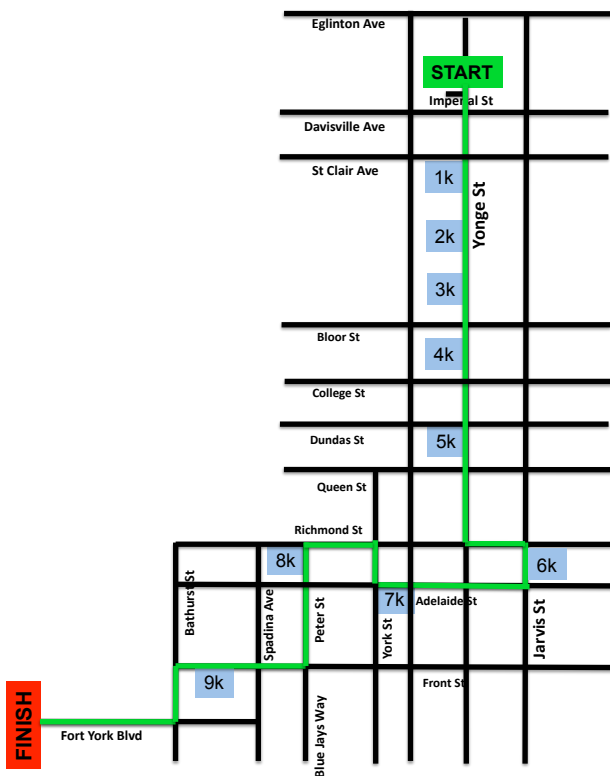 Eglinton Ave
START
Imperial St
Davisville Ave
St Clair Ave
1k
Yonge St
2k
3k
Bloor St
4k
College St
Dundas St
5k
Queen St
Richmond St
8k
6k
Bathurst St
Spadina Ave
Peter St
York St
7k
Adelaide St
Jarvis St
9k
Front St
FINISH
Fort York Blvd
Blue Jays Way